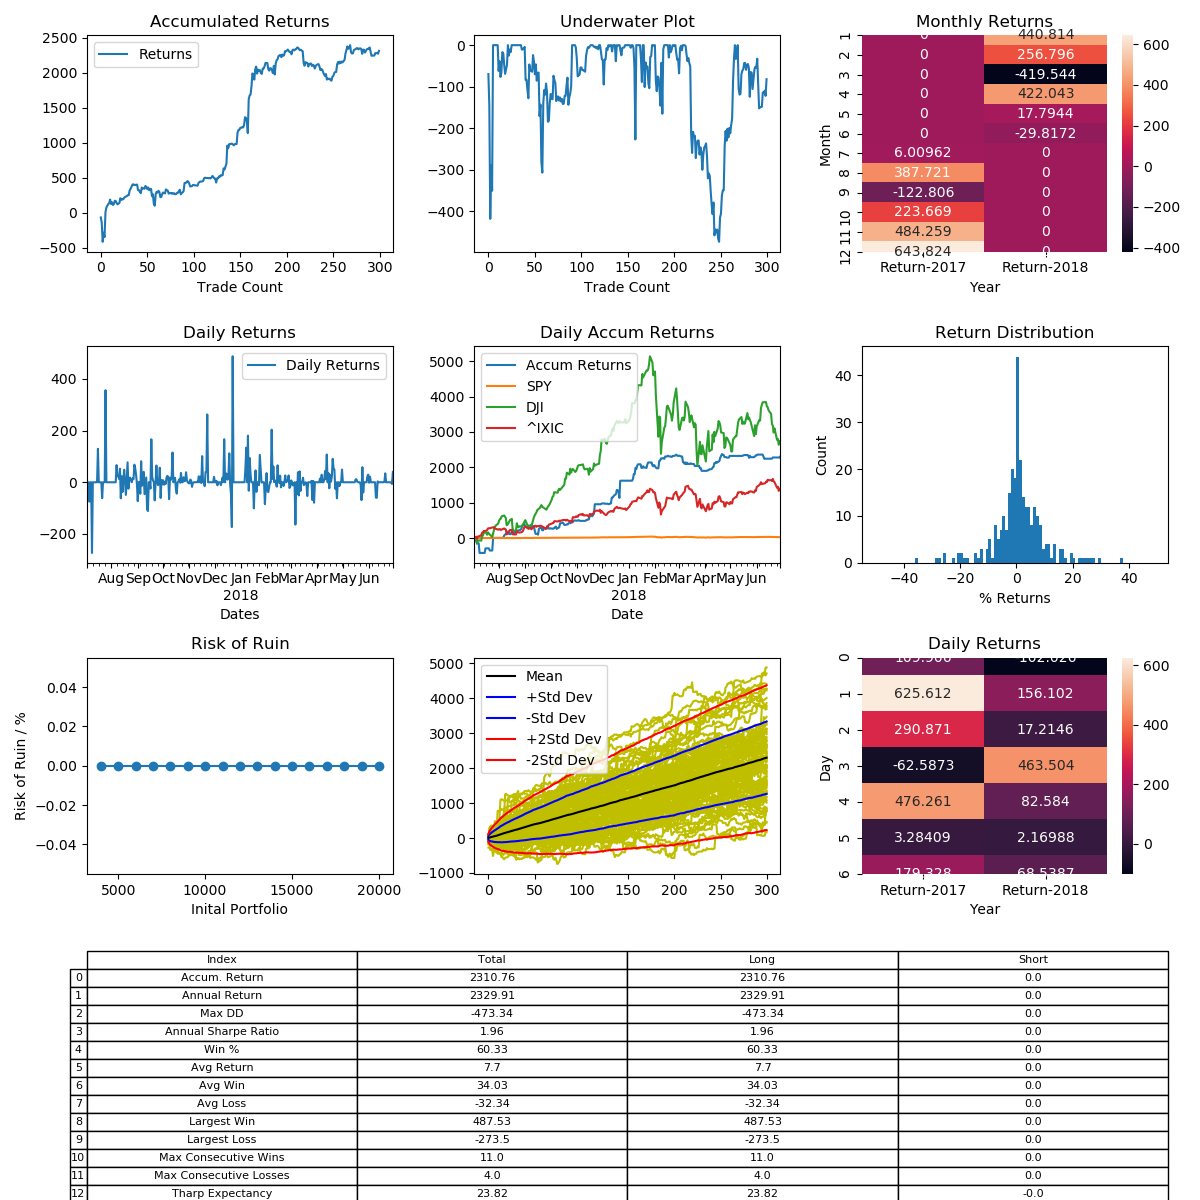 Accumulated Returns
Returns
2500
2000
1500
1000
500
0
−500
0 50 100 150 200 250 300
Trade Count
Underwater Plot
0
−100
−200
−300
−400
0 50 100 150 200 250 300
Trade Count
Monthly Returns
Month
1 0 440.814
2 0 256.796
3 0 -419.544
4 0 422.043
5 0 17.7944
6 0 -29.8172
7 6.00962 0
8 387.721 0
9 -122.806 0
10 223.669 0
11 484.259 0
12 643.824 0
Return-2017 Return-2018
Year
600
400
200
0
−200
−400
Daily Returns
Daily Returns
400
200
0
−200
Aug Sep Oct Nov Dec Jan Feb Mar Apr May Jun
2018
Dates
Daily Accum Returns
Accum Returns
SPY
DJI
^IXIC
5000
4000
3000
2000
1000
0
Aug Sep Oct Nov Dec Jan Feb Mar Apr May Jun
2018
Date
Return Distribution
Count
40
30
20
10
0
−40 −20 0 20 40
% Returns
Risk of Ruin
Risk of Ruin / %
0.04
0.02
0.00
−0.02
−0.04
5000 10000 15000 20000
Inital Portfolio
Mean
+Std Dev
-Std Dev
+2Std Dev
-2Std Dev
5000
4000
3000
2000
1000
0
−1000
0 50 100 150 200 250 300
Daily Returns
Day
0
1 625.612 156.102
2 290.871 17.2146
3 -62.5873 463.504
4 476.261 82.584
5 3.28409 2.16988
6 179.328 68.5387
Return-2017 Return-2018
Year
600
400
200
0
Index Total Long Short
0 Accum. Return 2310.76 2310.76 0.0
1 Annual Return 2329.91 2329.91 0.0
2 Max DD -473.34 -473.34 0.0
3 Annual Sharpe Ratio 1.96 1.96 0.0
4 Win % 60.33 60.33 0.0
5 Avg Return 7.7 7.7 0.0
6 Avg Win 34.03 34.03 0.0
7 Avg Loss -32.34 -32.34 0.0
8 Largest Win 487.53 487.53 0.0
9 Largest Loss -273.5 -273.5 0.0
10 Max Consecutive Wins 11.0 11.0 0.0
11 Max Consecutive Losses 4.0 4.0 0.0
12 Tharp Expectancy 23.82 23.82 -0.0